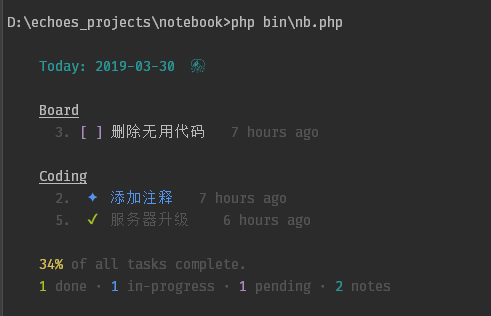 D:\echoes_projects\notebook>php bin\nb.php
Today: 2019-03-30
Board
3. [ ] 删除无用代码 7 hours ago
Coding
2. ✦ 添加注释 7 hours ago
5. ✓ 服务器升级 6 hours ago
34% of all tasks complete.
1 done · 1 in-progress · 1 pending · 2 notes